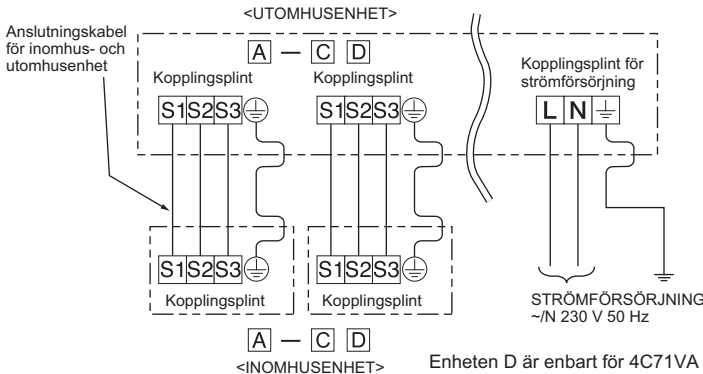 <UTOMHUSENHET>
Anslutningskabel
för inomhus- och
utomhusenhet
A — C D
Kopplingsplint
Kopplingsplint
Kopplingsplint för
strömförsörjning
S1 S2 S3
S1 S2 S3
L N
S1 S2 S3
S1 S2 S3
Kopplingsplint
Kopplingsplint
STRÖMFÖRSÖRJNING
~/N 230 V 50 Hz
A — C D
<INOMHUSENHET>
Enheten D är enbart för 4C71VA